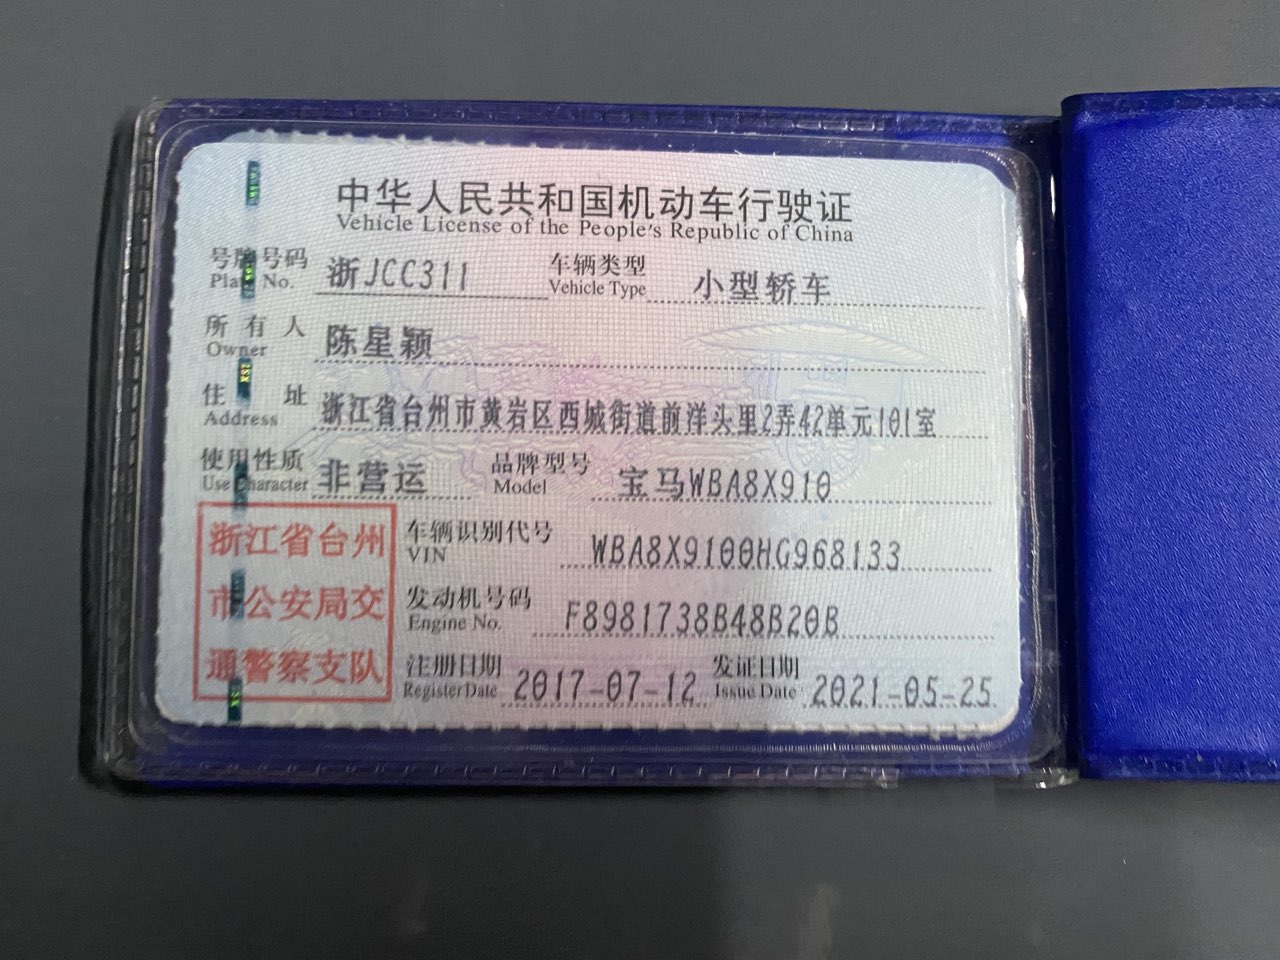 中华人民共和国机动车行驶证
Vehicle License of the People's Republic of China
号牌号码 浙JCC311 车辆类型 小型轿车
Plate No. Vehicle Type
所有人 陈星颖
Owner
住址 浙江省台州市黄岩区西城街道前洋头里2弄42单元101室
Address
使用性质 非营运 品牌型号 宝马WBA8X910
Use Character Model
浙江省台州
市公安局交
通警察支队
车辆识别代号 WBA8X9100HG968133
VIN
发动机号码 F8981738B48B20B
Engine No.
注册日期 2017-07-12 发证日期 2021-05-25
Register Date Issue Date